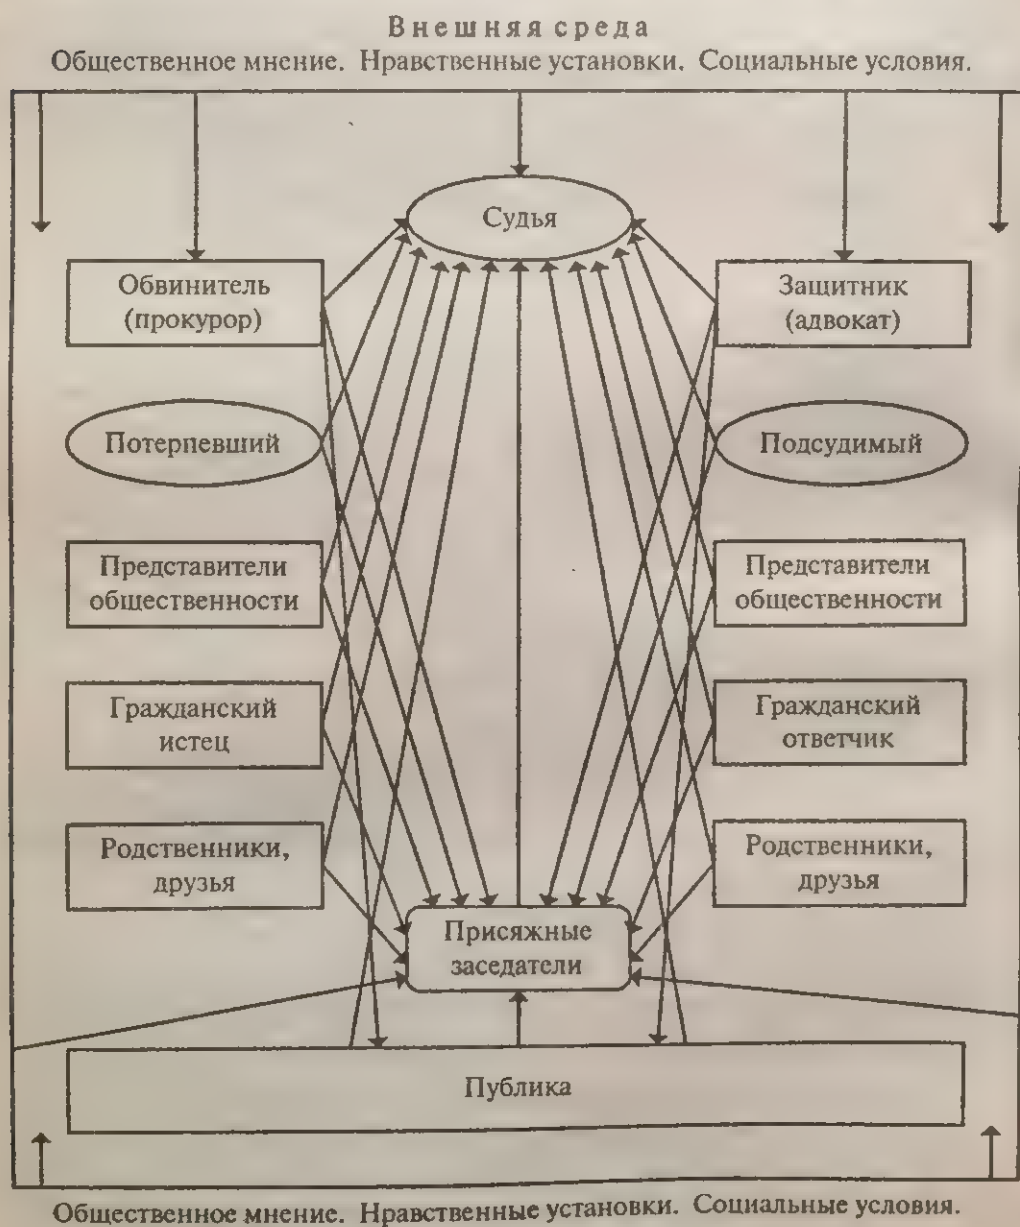 Внешняя среда
Общественное мнение. Нравственные установки. Социальные условия.
Судья
Обвинитель
(прокурор)
Защитник
(адвокат)
Потерпевший
Подсудимый
Представители
общественности
Представители
общественности
Гражданский
истец
Гражданский
ответчик
Родственники,
друзья
Родственники,
друзья
Присяжные
заседатели
Публика
Общественное мнение. Нравственные установки. Социальные условия.